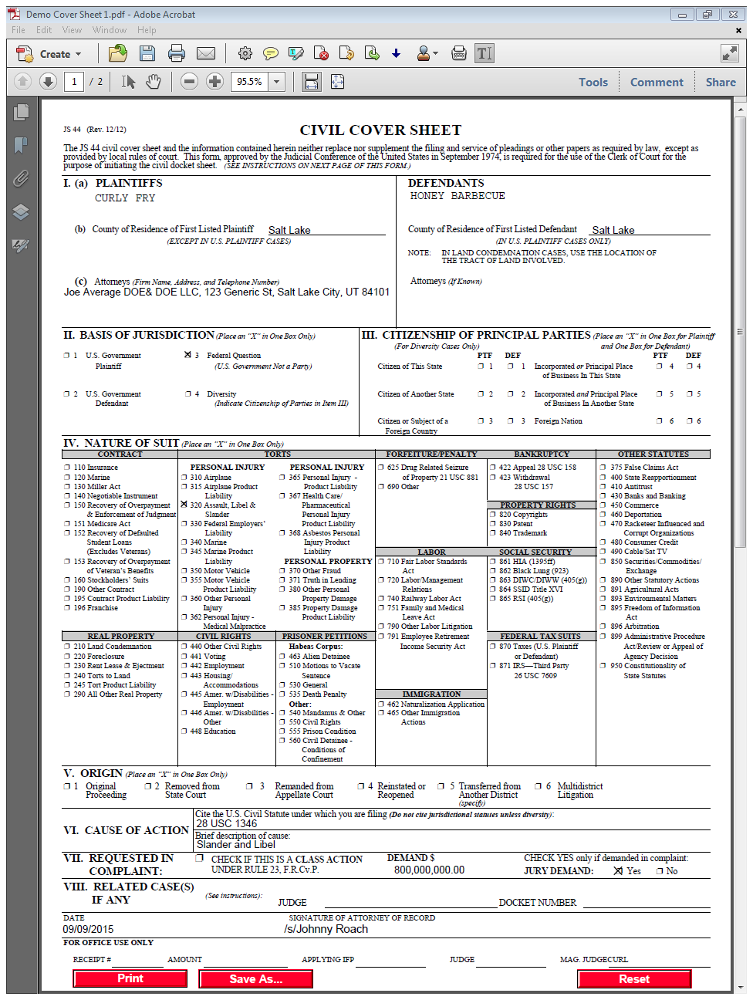 Demo Cover Sheet 1.pdf - Adobe Acrobat
File Edit View Window Help
Create
1 / 2 95.5% Tools Comment Share
JS 44 (Rev. 12/12)
CIVIL COVER SHEET
The JS 44 civil cover sheet and the information contained herein neither replace nor supplement the filing and service of pleadings or other papers as required by law, except as
provided by local rules of court. This form, approved by the Judicial Conference of the United States in September 1974, is required for the use of the Clerk of Court for the
purpose of initiating the civil docket sheet. (SEE INSTRUCTIONS ON NEXT PAGE OF THIS FORM.)
I. (a) PLAINTIFFS
CURLY FRY
(b) County of Residence of First Listed Plaintiff Salt Lake
(EXCEPT IN U.S. PLAINTIFF CASES)
(c) Attorneys (Firm Name, Address, and Telephone Number)
Joe Average DOE& DOE LLC, 123 Generic St, Salt Lake City, UT 84101
DEFENDANTS
HONEY BARBECUE
County of Residence of First Listed Defendant Salt Lake
(IN U.S. PLAINTIFF CASES ONLY)
NOTE: IN LAND CONDEMNATION CASES, USE THE LOCATION OF
THE TRACT OF LAND INVOLVED.
Attorneys (If Known)
II. BASIS OF JURISDICTION (Place an "X" in One Box Only)
1 U.S. Government
Plaintiff
X 3 Federal Question
(U.S. Government Not a Party)
2 U.S. Government
Defendant
4 Diversity
(Indicate Citizenship of Parties in Item III)
III. CITIZENSHIP OF PRINCIPAL PARTIES (Place an "X" in One Box for Plaintiff
(For Diversity Cases Only) and One Box for Defendant)
PTF DEF PTF DEF
Citizen of This State 1 1 Incorporated or Principal Place 4 4
of Business In This State
Citizen of Another State 2 2 Incorporated and Principal Place 5 5
of Business In Another State
Citizen or Subject of a 3 3 Foreign Nation 6 6
Foreign Country
IV. NATURE OF SUIT (Place an "X" in One Box Only)
CONTRACT
110 Insurance
120 Marine
130 Miller Act
140 Negotiable Instrument
150 Recovery of Overpayment
& Enforcement of Judgment
151 Medicare Act
152 Recovery of Defaulted
Student Loans
(Excludes Veterans)
153 Recovery of Overpayment
of Veteran's Benefits
160 Stockholders' Suits
190 Other Contract
195 Contract Product Liability
196 Franchise
TORTS
PERSONAL INJURY
310 Airplane
315 Airplane Product
Liability
X 320 Assault, Libel &
Slander
330 Federal Employers'
Liability
340 Marine
345 Marine Product
Liability
350 Motor Vehicle
355 Motor Vehicle
Product Liability
360 Other Personal
Injury
362 Personal Injury -
Medical Malpractice
PERSONAL INJURY
365 Personal Injury -
Product Liability
367 Health Care/
Pharmaceutical
Personal Injury
Product Liability
368 Asbestos Personal
Injury Product
Liability
PERSONAL PROPERTY
370 Other Fraud
371 Truth in Lending
380 Other Personal
Property Damage
385 Property Damage
Product Liability
FORFEITURE/PENALTY
625 Drug Related Seizure
of Property 21 USC 881
690 Other
LABOR
710 Fair Labor Standards
Act
720 Labor/Management
Relations
740 Railway Labor Act
751 Family and Medical
Leave Act
790 Other Labor Litigation
791 Employee Retirement
Income Security Act
IMMIGRATION
462 Naturalization Application
465 Other Immigration
Actions
BANKRUPTCY
422 Appeal 28 USC 158
423 Withdrawal
28 USC 157
PROPERTY RIGHTS
820 Copyrights
830 Patent
840 Trademark
SOCIAL SECURITY
861 HIA (1395ff)
862 Black Lung (923)
863 DIWC/DIWW (405(g))
864 SSID Title XVI
865 RSI (405(g))
FEDERAL TAX SUITS
870 Taxes (U.S. Plaintiff
or Defendant)
871 IRS—Third Party
26 USC 7609
OTHER STATUTES
375 False Claims Act
400 State Reapportionment
410 Antitrust
430 Banks and Banking
450 Commerce
460 Deportation
470 Racketeer Influenced and
Corrupt Organizations
480 Consumer Credit
490 Cable/Sat TV
850 Securities/Commodities/
Exchange
890 Other Statutory Actions
891 Agricultural Acts
893 Environmental Matters
895 Freedom of Information
Act
896 Arbitration
899 Administrative Procedure
Act/Review or Appeal of
Agency Decision
950 Constitutionality of
State Statutes
REAL PROPERTY
210 Land Condemnation
220 Foreclosure
230 Rent Lease & Ejectment
240 Torts to Land
245 Tort Product Liability
290 All Other Real Property
CIVIL RIGHTS
440 Other Civil Rights
441 Voting
442 Employment
443 Housing/
Accommodations
445 Amer. w/Disabilities -
Employment
446 Amer. w/Disabilities -
Other
448 Education
PRISONER PETITIONS
Habeas Corpus:
463 Alien Detainee
510 Motions to Vacate
Sentence
530 General
535 Death Penalty
Other:
540 Mandamus & Other
550 Civil Rights
555 Prison Condition
560 Civil Detainee -
Conditions of
Confinement
V. ORIGIN (Place an "X" in One Box Only)
1 Original
Proceeding
2 Removed from
State Court
3 Remanded from
Appellate Court
4 Reinstated or
Reopened
5 Transferred from
Another District
(specify)
6 Multidistrict
Litigation
VI. CAUSE OF ACTION
Cite the U.S. Civil Statute under which you are filing (Do not cite jurisdictional statutes unless diversity):
28 USC 1346
Brief description of cause:
Slander and Libel
VII. REQUESTED IN
COMPLAINT:
CHECK IF THIS IS A CLASS ACTION
UNDER RULE 23, F.R.Cv.P.
DEMAND $
800,000,000.00
CHECK YES only if demanded in complaint:
JURY DEMAND: X Yes No
VIII. RELATED CASE(S)
IF ANY
(See instructions):
JUDGE DOCKET NUMBER
DATE
09/09/2015
SIGNATURE OF ATTORNEY OF RECORD
/s/Johnny Roach
FOR OFFICE USE ONLY
RECEIPT # AMOUNT APPLYING IFP JUDGE MAG. JUDGECURL
Print Save As... Reset